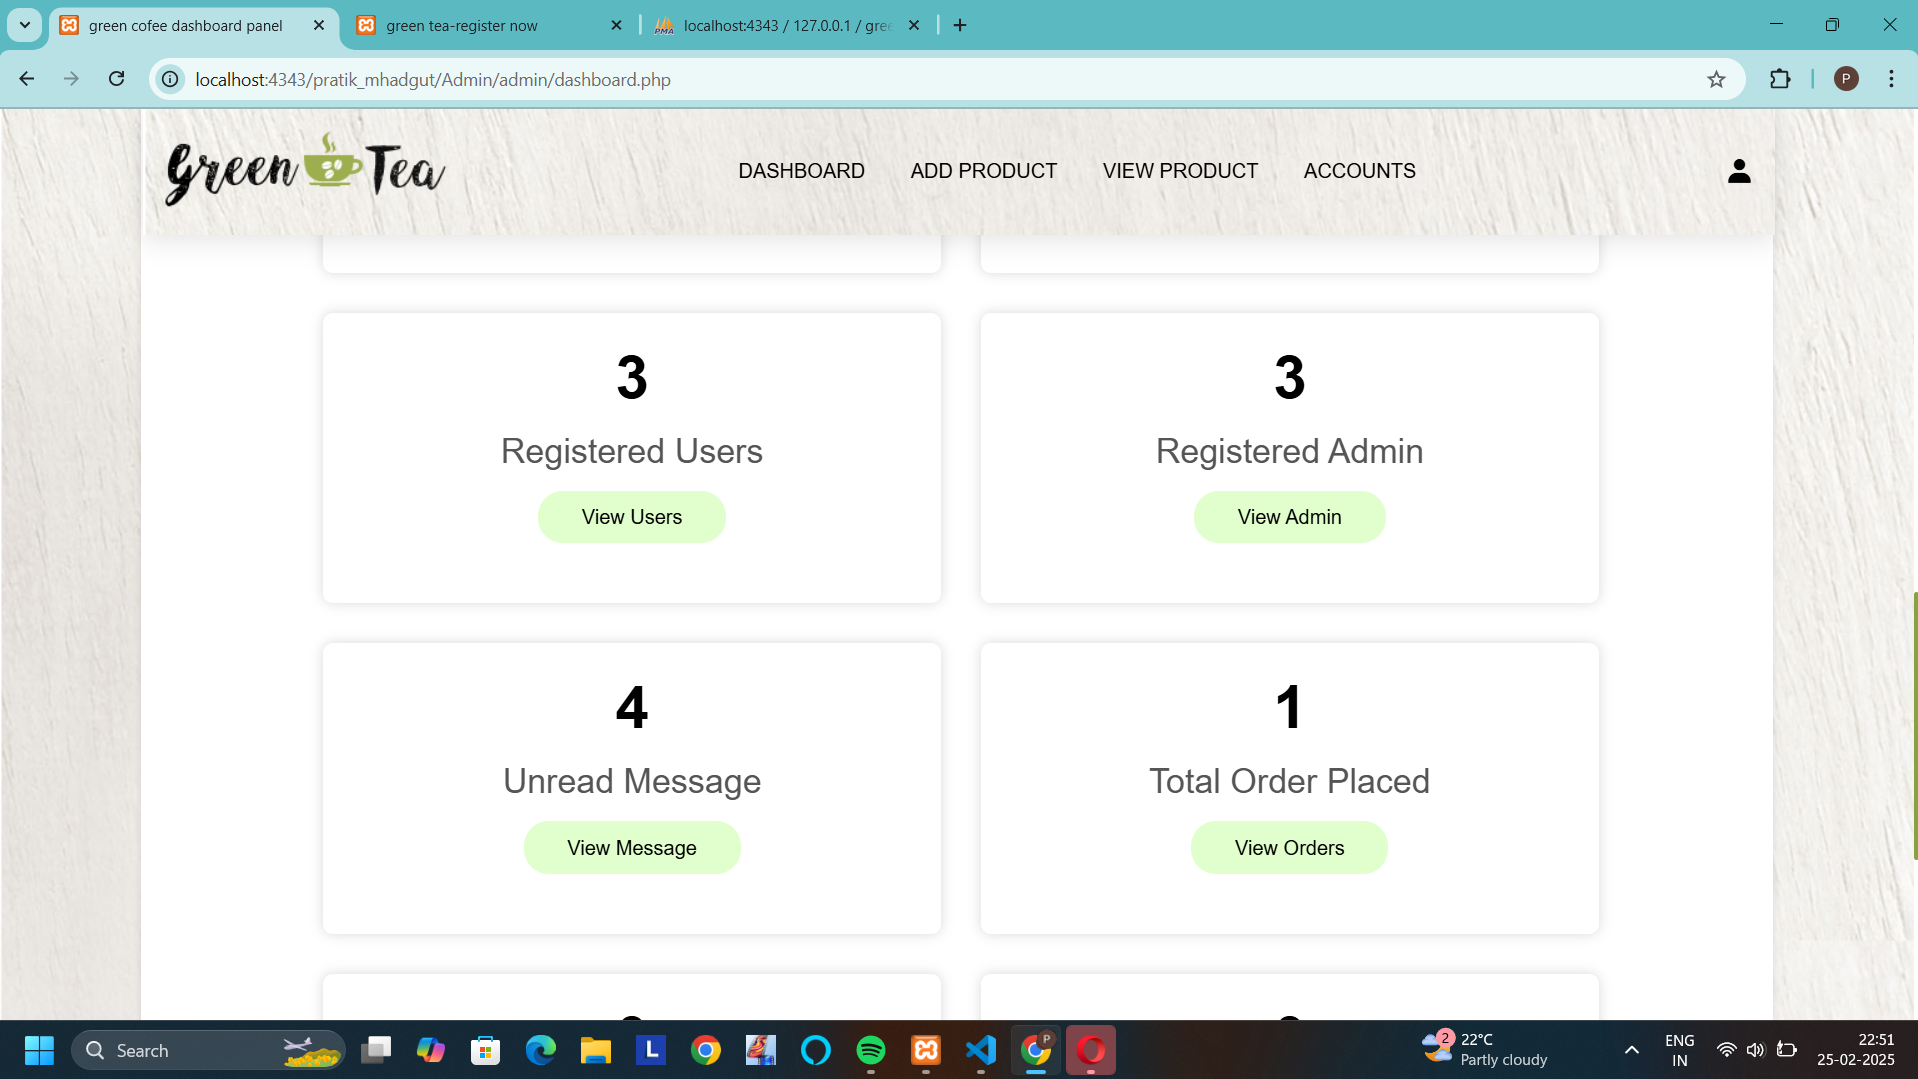 green cofee dashboard panel
green tea-register now
localhost:4343 / 127.0.0.1 / gree
localhost:4343/pratik_mhadgut/Admin/admin/dashboard.php
P
Green Tea
DASHBOARD
ADD PRODUCT
VIEW PRODUCT
ACCOUNTS
3
Registered Users
View Users
3
Registered Admin
View Admin
4
Unread Message
View Message
1
Total Order Placed
View Orders
Search
L
P
2
22°C
Partly cloudy
ENG
IN
22:51
25-02-2025